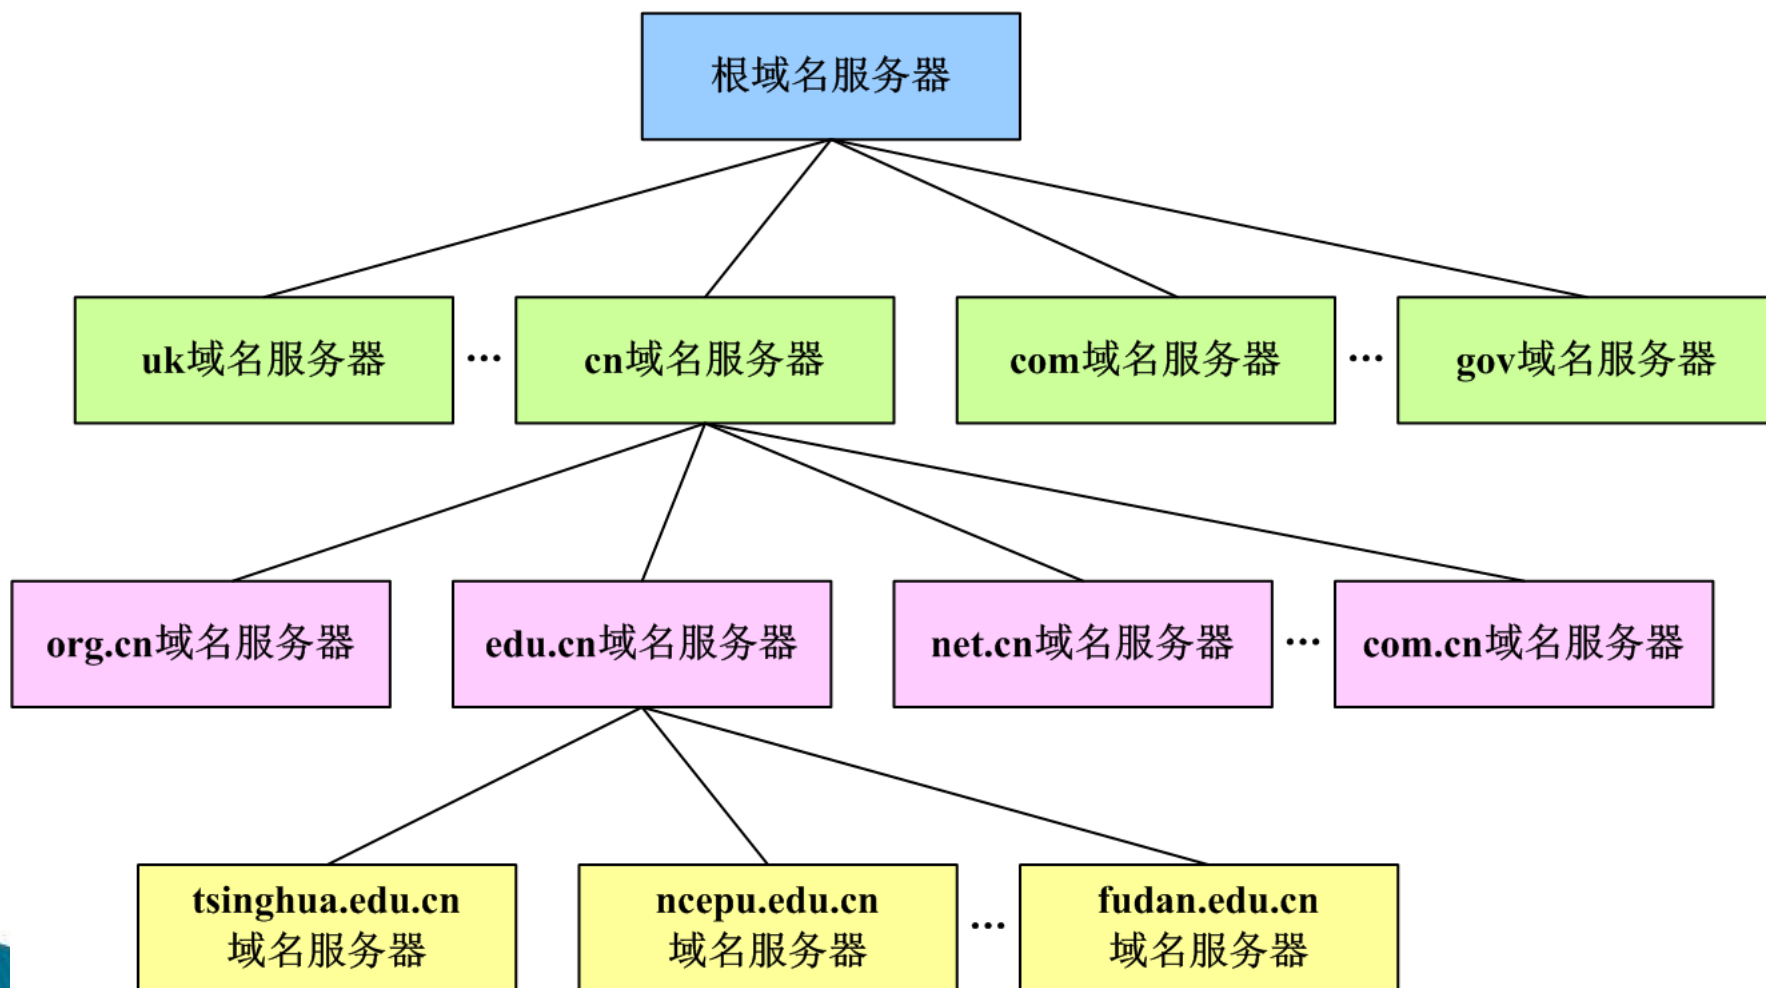 根域名服务器
uk域名服务器 ... cn域名服务器 com域名服务器 ... gov域名服务器
org.cn域名服务器 edu.cn域名服务器 net.cn域名服务器 ... com.cn域名服务器
tsinghua.edu.cn
域名服务器
ncepu.edu.cn
域名服务器
...
fudan.edu.cn
域名服务器